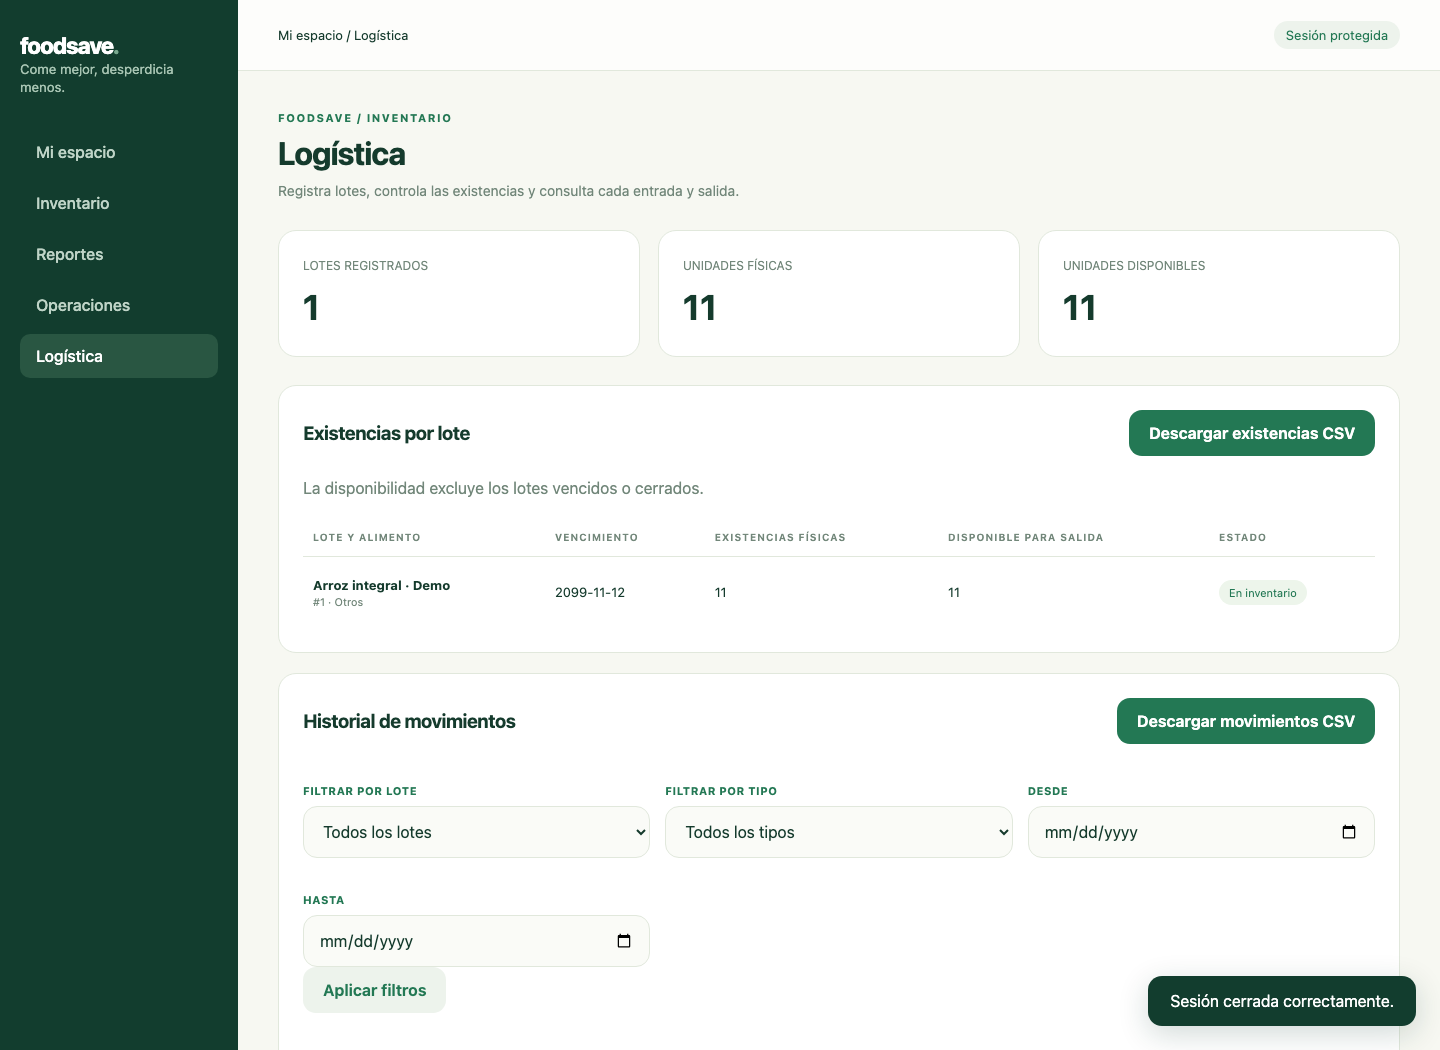 foodsave.
Come mejor, desperdicia
menos.
Mi espacio
Inventario
Reportes
Operaciones
Logística
Mi espacio / Logística
Sesión protegida
FOODSAVE / INVENTARIO
Logística
Registra lotes, controla las existencias y consulta cada entrada y salida.
LOTES REGISTRADOS
1
UNIDADES FÍSICAS
11
UNIDADES DISPONIBLES
11
Existencias por lote
Descargar existencias CSV
La disponibilidad excluye los lotes vencidos o cerrados.
LOTE Y ALIMENTO VENCIMIENTO EXISTENCIAS FÍSICAS DISPONIBLE PARA SALIDA ESTADO
Arroz integral · Demo
#1 · Otros
2099-11-12 11 11 En inventario
Historial de movimientos
Descargar movimientos CSV
FILTRAR POR LOTE
Todos los lotes
FILTRAR POR TIPO
Todos los tipos
DESDE
mm/dd/yyyy
HASTA
mm/dd/yyyy
Aplicar filtros
Sesión cerrada correctamente.